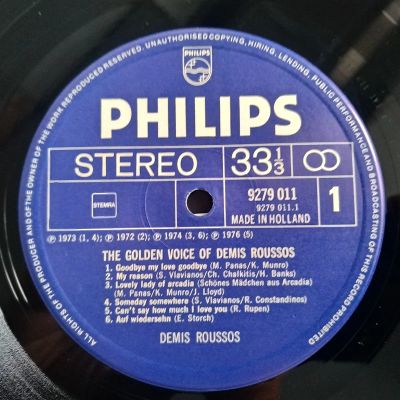 ALL RIGHTS OF THE PRODUCER AND OF THE OWNER OF THE WORK REPRODUCED RESERVED. UNAUTHORISED COPYING, HIRING, LENDING, PUBLIC PERFORMANCE AND BROADCASTING OF THIS RECORD PROHIBITED
PHILIPS
PHILIPS
STEREO 33⅓
STEMRA
9279 011
9279 011.1
MADE IN HOLLAND
1
Ⓟ 1973 (1, 4); Ⓟ 1972 (2); Ⓟ 1974 (3, 6); Ⓟ 1976 (5)
THE GOLDEN VOICE OF DEMIS ROUSSOS
1. Goodbye my love goodbye (M. Panas/K. Munro)
2. My reason (S. Vlavianos/Ch. Chalkitis/H. Banks)
3. Lovely lady of arcadia (Schönes Mädchen aus Arcadia)
(M. Panas/K. Munro/J. Lloyd)
4. Someday somewhere (S. Vlavianos/R. Constandinos)
5. Can't say how much I love you (R. Rupen)
6. Auf wiedersehn (E. Storch)
DEMIS ROUSSOS